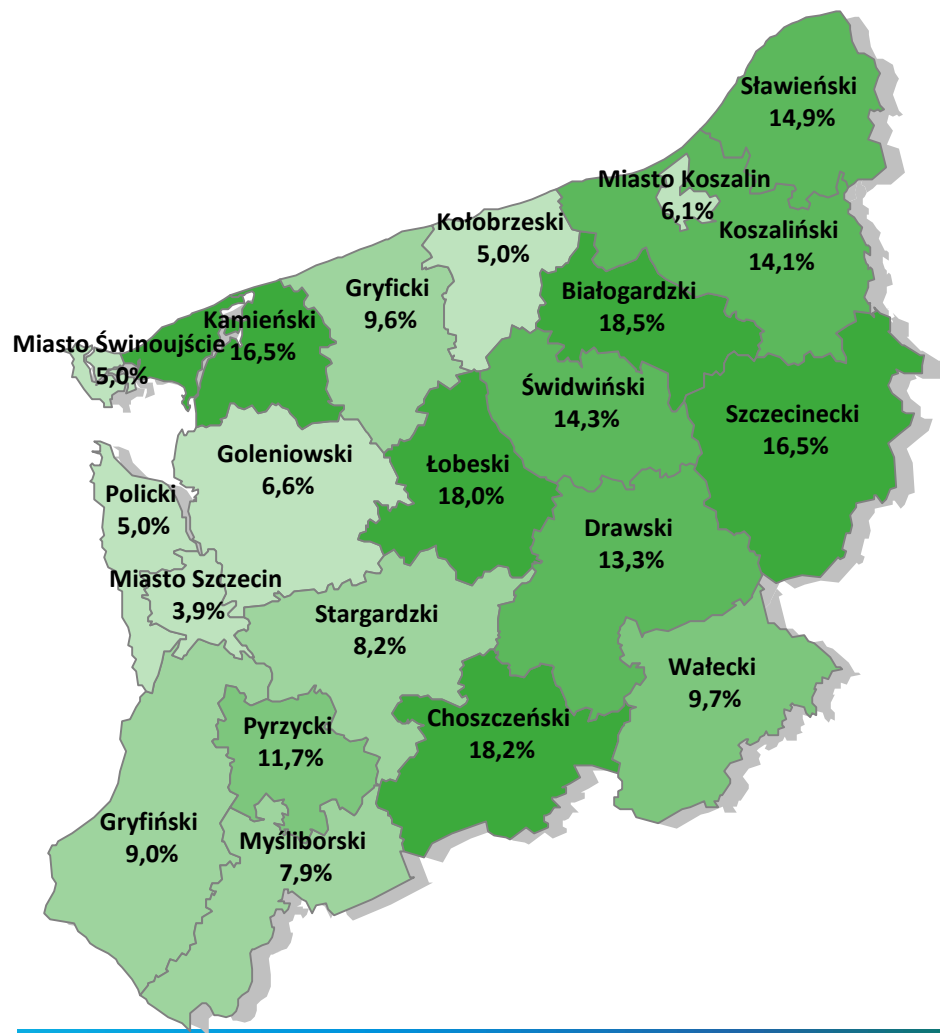 Sławieński
14,9%
Miasto Koszalin
6,1%
Kołobrzeski
5,0%
Koszaliński
14,1%
Gryficki
9,6%
Białogardzki
18,5%
Kamieński
16,5%
Miasto Świnoujście
5,0%
Świdwiński
14,3%
Szczecinecki
16,5%
Goleniowski
6,6%
Łobeski
18,0%
Policki
5,0%
Drawski
13,3%
Miasto Szczecin
3,9%
Stargardzki
8,2%
Wałecki
9,7%
Choszczeński
18,2%
Pyrzycki
11,7%
Gryfiński
9,0%
Myśliborski
7,9%